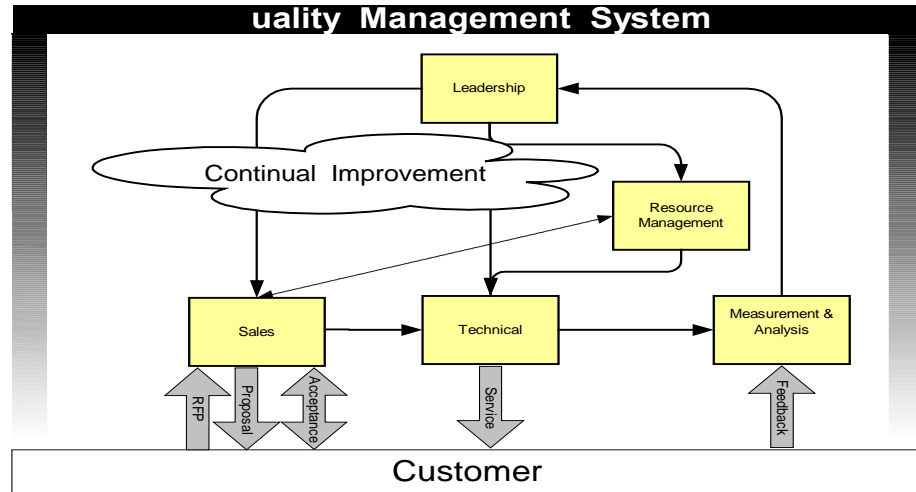 uality Management System
Leadership
Continual Improvement
Resource
Management
Sales
Technical
Measurement &
Analysis
RFP
Proposal
Acceptance
Service
Feedback
Customer